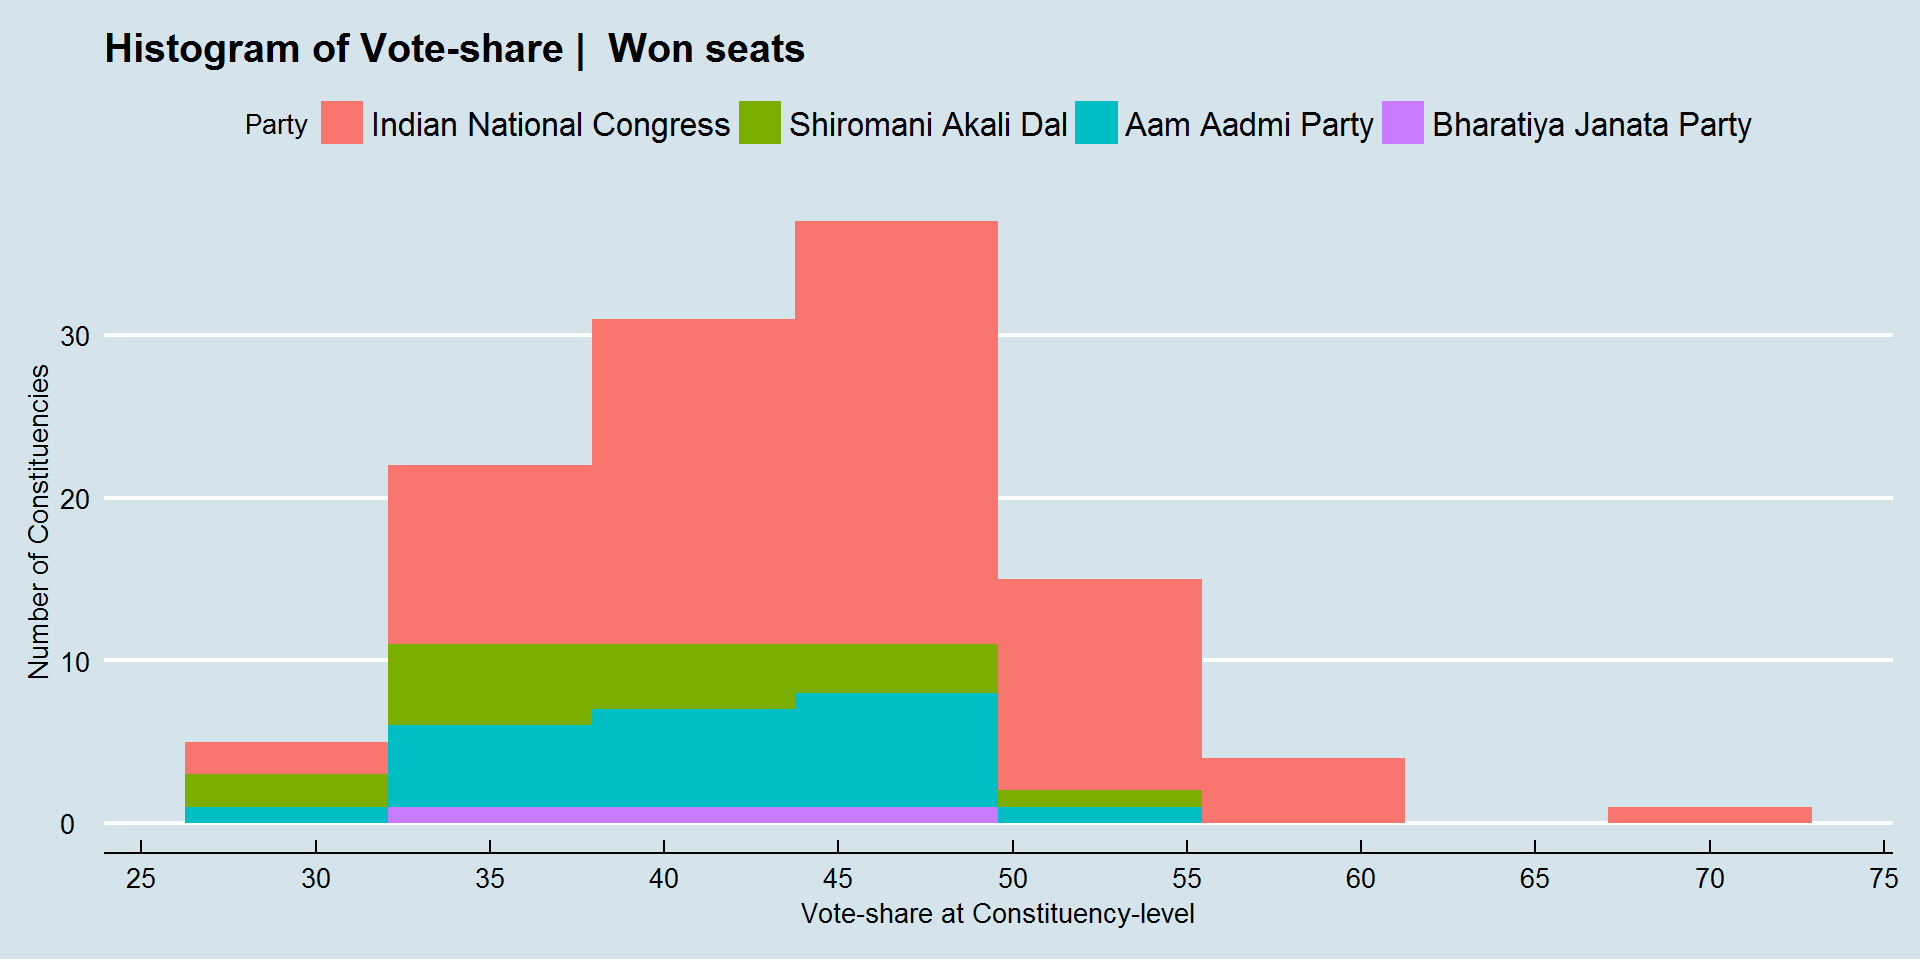 Histogram of Vote-share |  Won seats
Party Indian National Congress Shiromani Akali Dal Aam Aadmi Party Bharatiya Janata Party
Number of Constituencies
30
20
10
0
25 30 35 40 45 50 55 60 65 70 75
Vote-share at Constituency-level